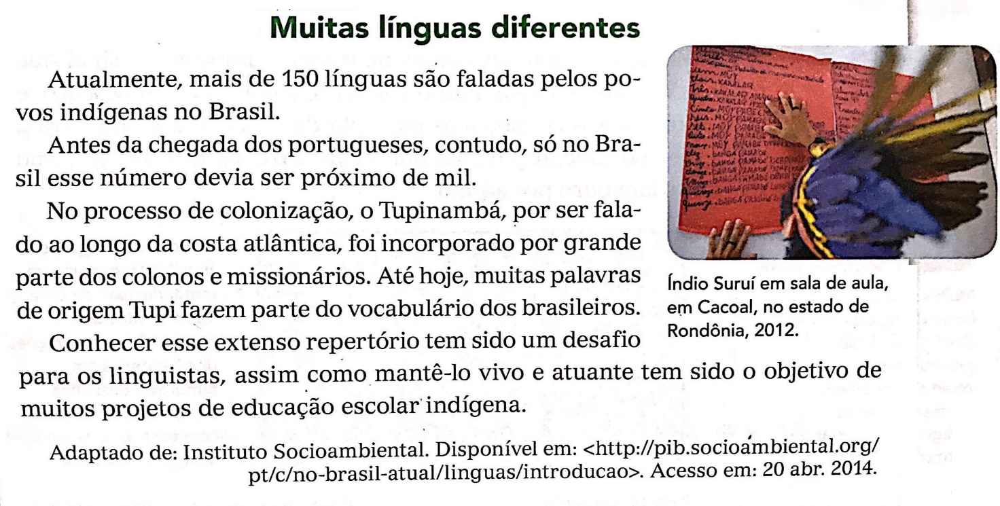 Muitas línguas diferentes
Atualmente, mais de 150 línguas são faladas pelos po-
vos indígenas no Brasil.
Antes da chegada dos portugueses, contudo, só no Bra-
sil esse número devia ser próximo de mil.
No processo de colonização, o Tupinambá, por ser fala-
do ao longo da costa atlântica, foi incorporado por grande
parte dos colonos e missionários. Até hoje, muitas palavras
de origem Tupi fazem parte do vocabulário dos brasileiros.
Conhecer esse extenso repertório tem sido um desafio
para os linguistas, assim como mantê-lo vivo e atuante tem sido o objetivo de
muitos projetos de educação escolar indígena.
Adaptado de: Instituto Socioambiental. Disponível em: <http://pib.socioambiental.org/
pt/c/no-brasil-atual/linguas/introducao>. Acesso em: 20 abr. 2014.
Índio Suruí em sala de aula,
em Cacoal, no estado de
Rondônia, 2012.